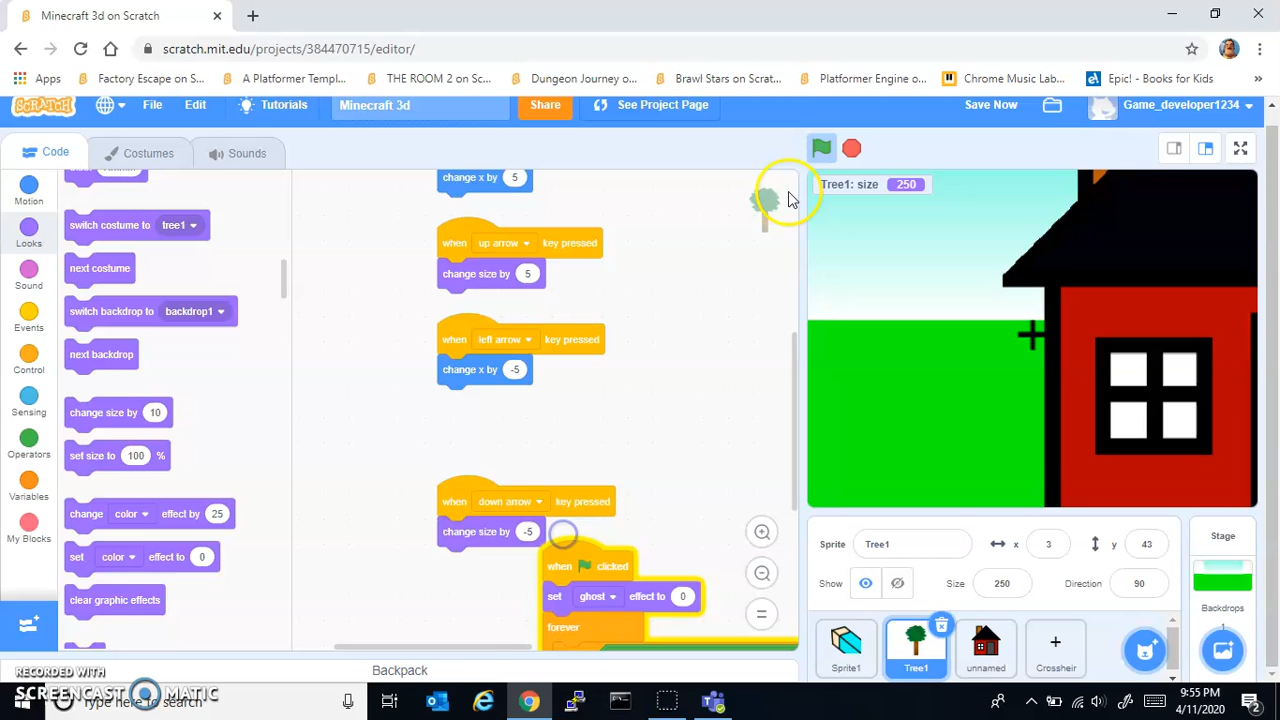 Minecraft 3d on Scratch
scratch.mit.edu/projects/384470715/editor/
Apps
Factory Escape on S...
A Platformer Templ...
THE ROOM 2 on Scr...
Dungeon Journey o...
Brawl Stars on Scrat...
Platformer Engine o...
Chrome Music Lab...
Epic! - Books for Kids
SCRATCH
File
Edit
Tutorials
Minecraft 3d
Share
See Project Page
Save Now
Game_developer1234
Code
Costumes
Sounds
Motion
Looks
Sound
Events
Control
Sensing
Operators
Variables
My Blocks
switch costume to tree1
next costume
switch backdrop to backdrop1
next backdrop
change size by 10
set size to 100 %
change color effect by 25
set color effect to 0
clear graphic effects
change x by 5
when up arrow key pressed
change size by 5
when left arrow key pressed
change x by -5
when down arrow key pressed
change size by -5
when clicked
set ghost effect to 0
forever
Tree1: size 250
Sprite Tree1 x 3 y 43
Show Size 250 Direction 90
Sprite1
Tree1
unnamed
Crossheir
Stage
Backdrops
1
Backpack
RECORDED WITH
SCREENCAST MATIC
Type here to search
9:55 PM
4/11/2020
2